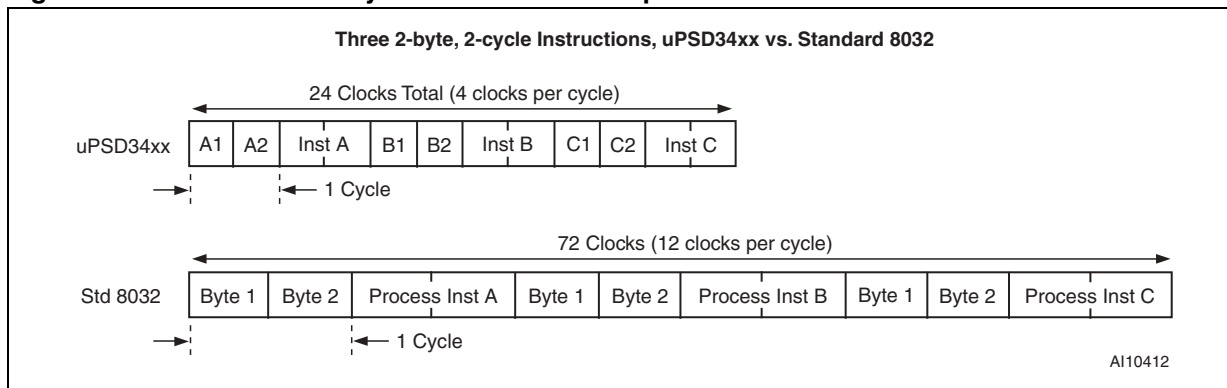 Three 2-byte, 2-cycle Instructions, uPSD34xx vs. Standard 8032
24 Clocks Total (4 clocks per cycle)
uPSD34xx A1 A2 Inst A B1 B2 Inst B C1 C2 Inst C
1 Cycle
72 Clocks (12 clocks per cycle)
Std 8032 Byte 1 Byte 2 Process Inst A Byte 1 Byte 2 Process Inst B Byte 1 Byte 2 Process Inst C
1 Cycle
AI10412